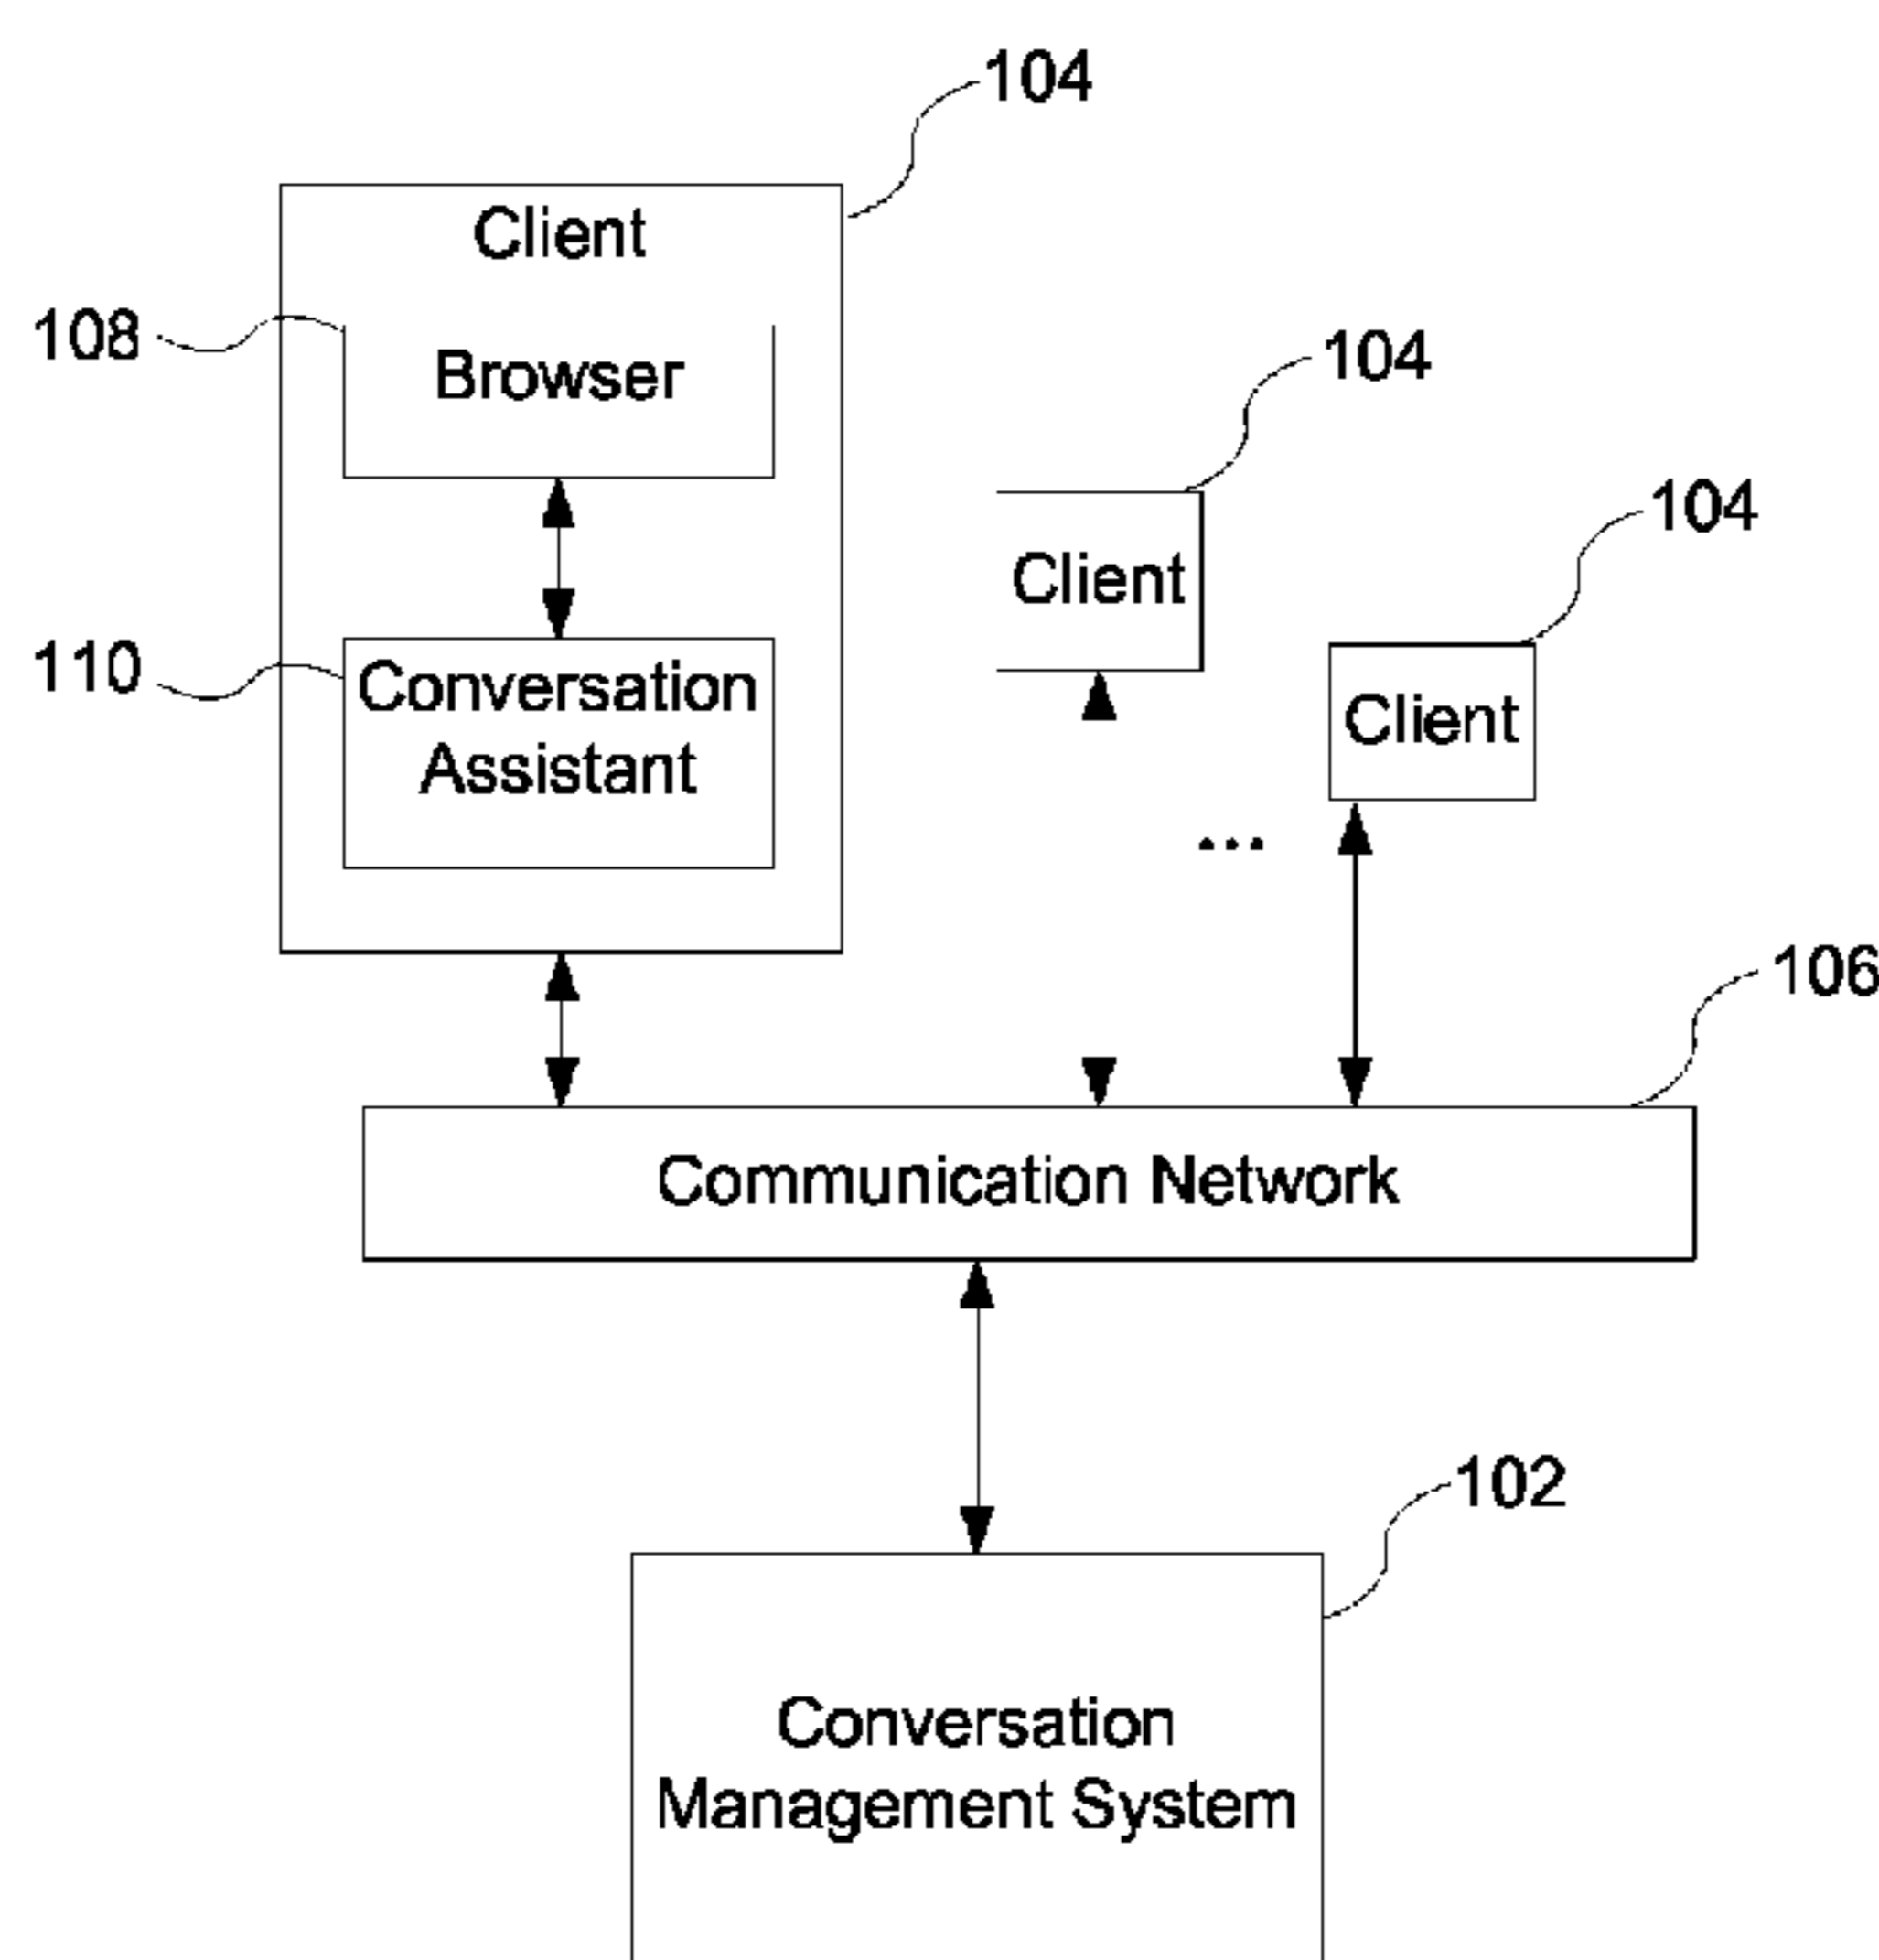 104
Client
108
Browser
104
Client
104
Client
110
Conversation
Assistant
...
106
Communication Network
102
Conversation
Management System